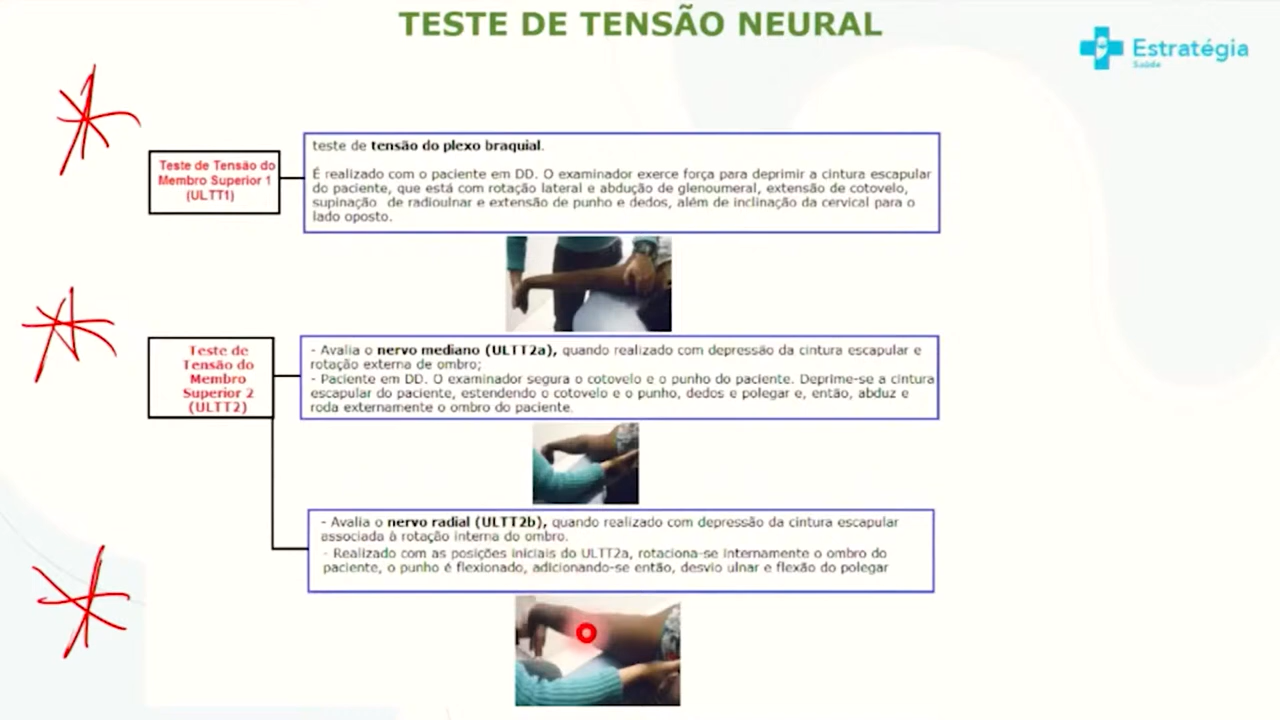 TESTE DE TENSÃO NEURAL
Estratégia
Saúde
Teste de Tensão do
Membro Superior 1
(ULTT1)
teste de tensão do plexo braquial.
É realizado com o paciente em DD. O examinador exerce força para deprimir a cintura escapular
do paciente, que está com rotação lateral e abdução de glenoumeral, extensão de cotovelo,
supinação de radioulnar e extensão de punho e dedos, além de inclinação da cervical para o
lado oposto.
Teste de
Tensão do
Membro
Superior 2
(ULTT2)
- Avalia o nervo mediano (ULTT2a), quando realizado com depressão da cintura escapular e
rotação externa de ombro;
- Paciente em DD. O examinador segura o cotovelo e o punho do paciente. Deprime-se a cintura
escapular do paciente, estendendo o cotovelo e o punho, dedos e polegar e, então, abduz e
roda externamente o ombro do paciente.
- Avalia o nervo radial (ULTT2b), quando realizado com depressão da cintura escapular
associada à rotação interna do ombro.
- Realizado com as posições iniciais do ULTT2a, rotaciona-se internamente o ombro do
paciente, o punho é flexionado, adicionando-se então, desvio ulnar e flexão do polegar